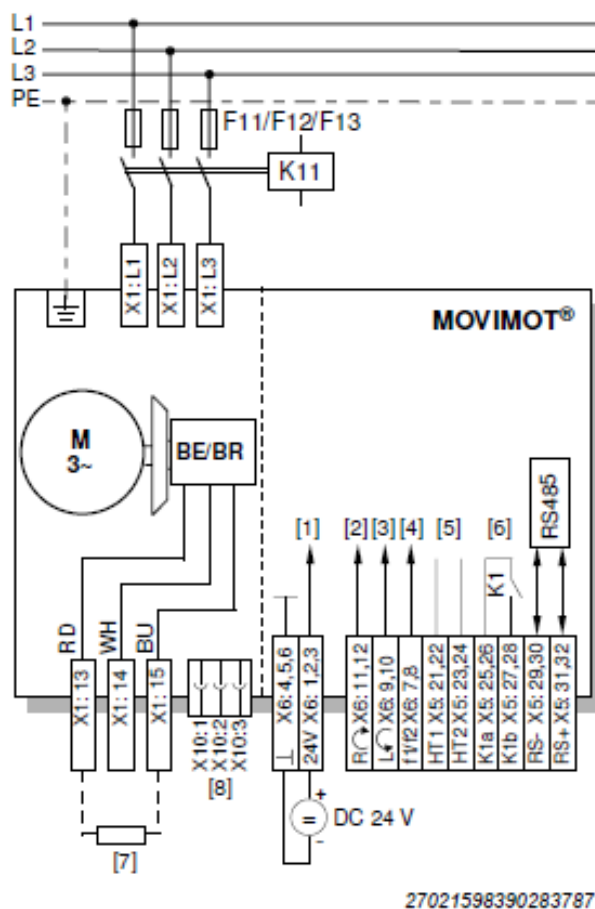 L1
L2
L3
PE
F11/F12/F13
K11
X1: L1
X1: L2
X1: L3
MOVIMOT®
M
3~
BE/BR
RS485
[1]
[2]
[3]
[4]
[5]
[6]
K1
RD
WH
BU
X1: 13
X1: 14
X1: 15
X10:1
X10:2
X10:3
[8]
⊥ X6: 4,5,6
24V X6: 1,2,3
R X6: 11,12
L X6: 9,10
f1/f2 X6: 7,8
HT1 X5: 21,22
HT2 X5: 23,24
K1a X5: 25,26
K1b X5: 27,28
RS- X5: 29,30
RS+ X5: 31,32
+
=
DC 24 V
-
[7]
27021598390283787